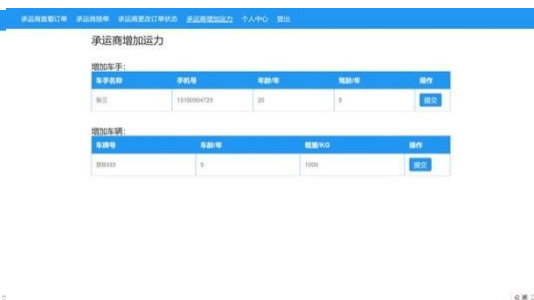 承运商查看订单 承运商接单 承运商更改订单状态 承运商增加运力 个人中心 登出
承运商增加运力
增加车手:
车手名称 手机号 年龄/年 驾龄/年 操作
张三 13150504723 20 5 提交
增加车辆:
车牌号 车龄/年 载重/KG 操作
京B333 5 1000 提交